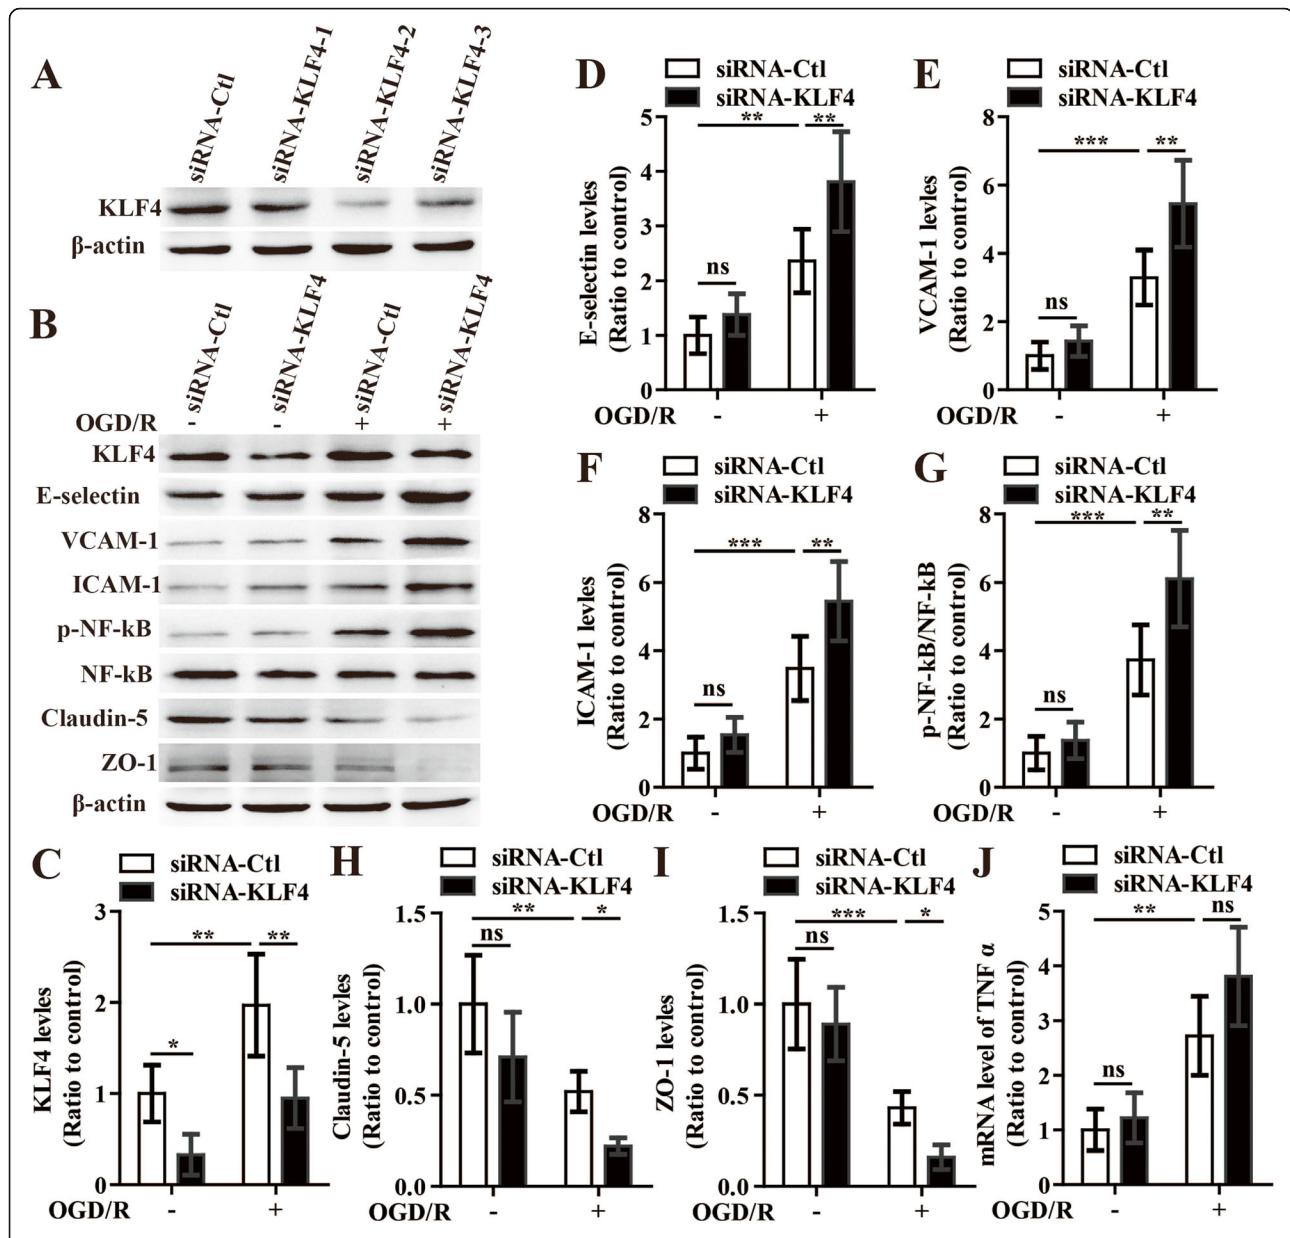 A
siRNA-Ctl
siRNA-KLF4-1
siRNA-KLF4-2
siRNA-KLF4-3
KLF4
β-actin
B
siRNA-Ctl
siRNA-KLF4
siRNA-Ctl
siRNA-KLF4
OGD/R - - + +
KLF4
E-selectin
VCAM-1
ICAM-1
p-NF-kB
NF-kB
Claudin-5
ZO-1
β-actin
C
siRNA-Ctl
siRNA-KLF4
KLF4 levles
(Ratio to control)
3
2
1
0
**
**
*
OGD/R - +
D
siRNA-Ctl
siRNA-KLF4
E-selectin levles
(Ratio to control)
5
4
3
2
1
0
**
**
ns
OGD/R - +
E
siRNA-Ctl
siRNA-KLF4
VCAM-1 levles
(Ratio to control)
8
6
4
2
0
***
**
ns
OGD/R - +
F
siRNA-Ctl
siRNA-KLF4
ICAM-1 levles
(Ratio to control)
8
6
4
2
0
***
**
ns
OGD/R - +
G
siRNA-Ctl
siRNA-KLF4
p-NF-kB/NF-kB
(Ratio to control)
8
6
4
2
0
***
**
ns
OGD/R - +
H
siRNA-Ctl
siRNA-KLF4
Claudin-5 levles
(Ratio to control)
1.5
1.0
0.5
0.0
**
*
ns
OGD/R - +
I
siRNA-Ctl
siRNA-KLF4
ZO-1 levles
(Ratio to control)
1.5
1.0
0.5
0.0
***
*
ns
OGD/R - +
J
siRNA-Ctl
siRNA-KLF4
mRNA level of TNF α
(Ratio to control)
5
4
3
2
1
0
**
ns
ns
OGD/R - +